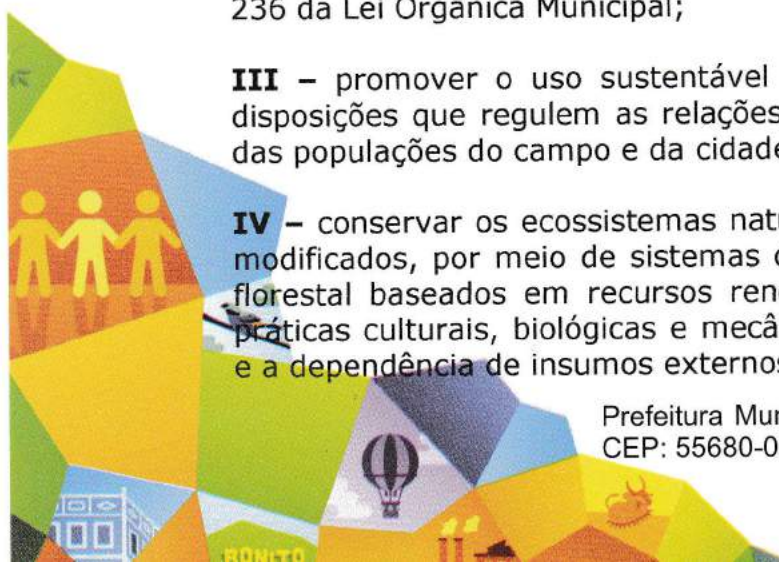 236 da Lei Orgânica Municipal;
III – promover o uso sustentável
disposições que regulem as relações
das populações do campo e da cidade
IV – conservar os ecossistemas natu
modificados, por meio de sistemas
florestal baseados em recursos ren
práticas culturais, biológicas e mecâ
e a dependência de insumos externos
Prefeitura Mun
CEP: 55680-0
BONITO